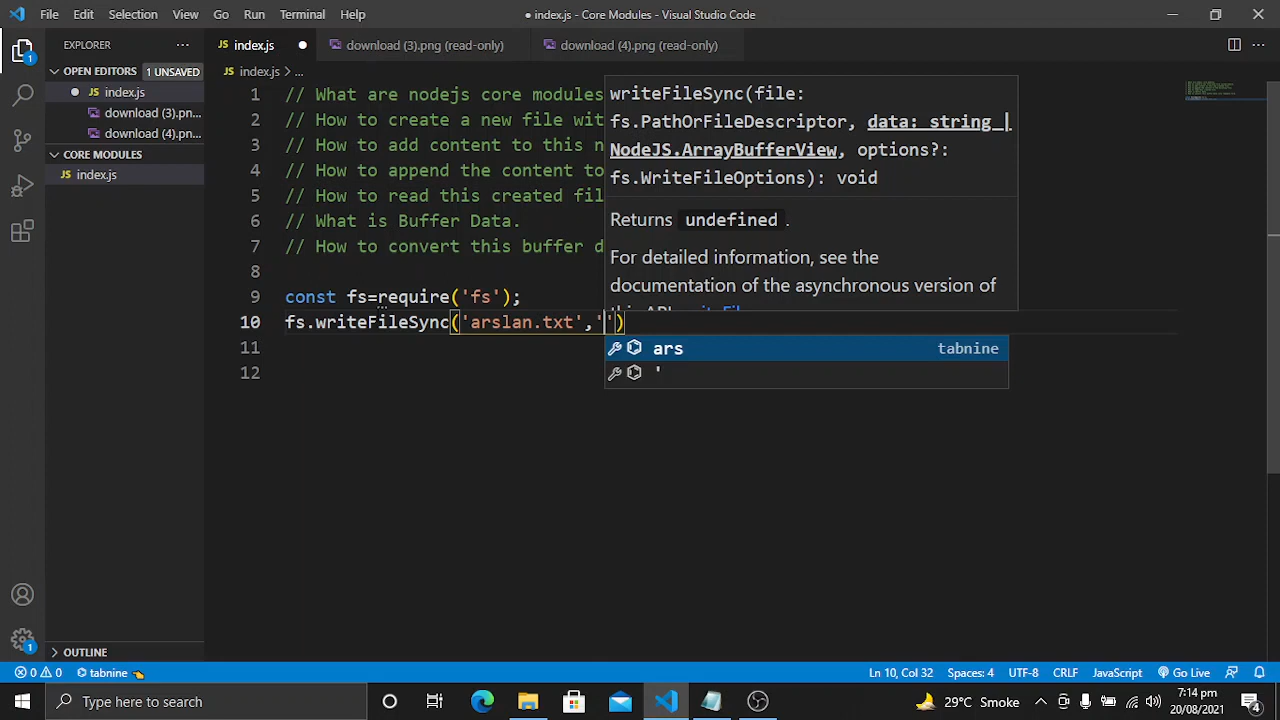 File Edit Selection View Go Run Terminal Help
● index.js - Core Modules - Visual Studio Code
EXPLORER
JS index.js
download (3).png (read-only)
download (4).png (read-only)
OPEN EDITORS 1 UNSAVED
JS index.js
download (3).pn...
download (4).pn...
CORE MODULES
JS index.js
OUTLINE
JS index.js > ...
1 // What are nodejs core modules
2 // How to create a new file wit
3 // How to add content to this n
4 // How to append the content to
5 // How to read this created fil
6 // What is Buffer Data.
7 // How to convert this buffer d
8
9 const fs=require('fs');
10 fs.writeFileSync('arslan.txt','')
11
12
writeFileSync(file:
fs.PathOrFileDescriptor, data: string |
NodeJS.ArrayBufferView, options?:
fs.WriteFileOptions): void
Returns undefined .
For detailed information, see the
documentation of the asynchronous version of
ars tabnine
'
1
1
0 0 tabnine
Ln 10, Col 32 Spaces: 4 UTF-8 CRLF JavaScript Go Live
Type here to search
29°C Smoke
7:14 pm
20/08/2021
4